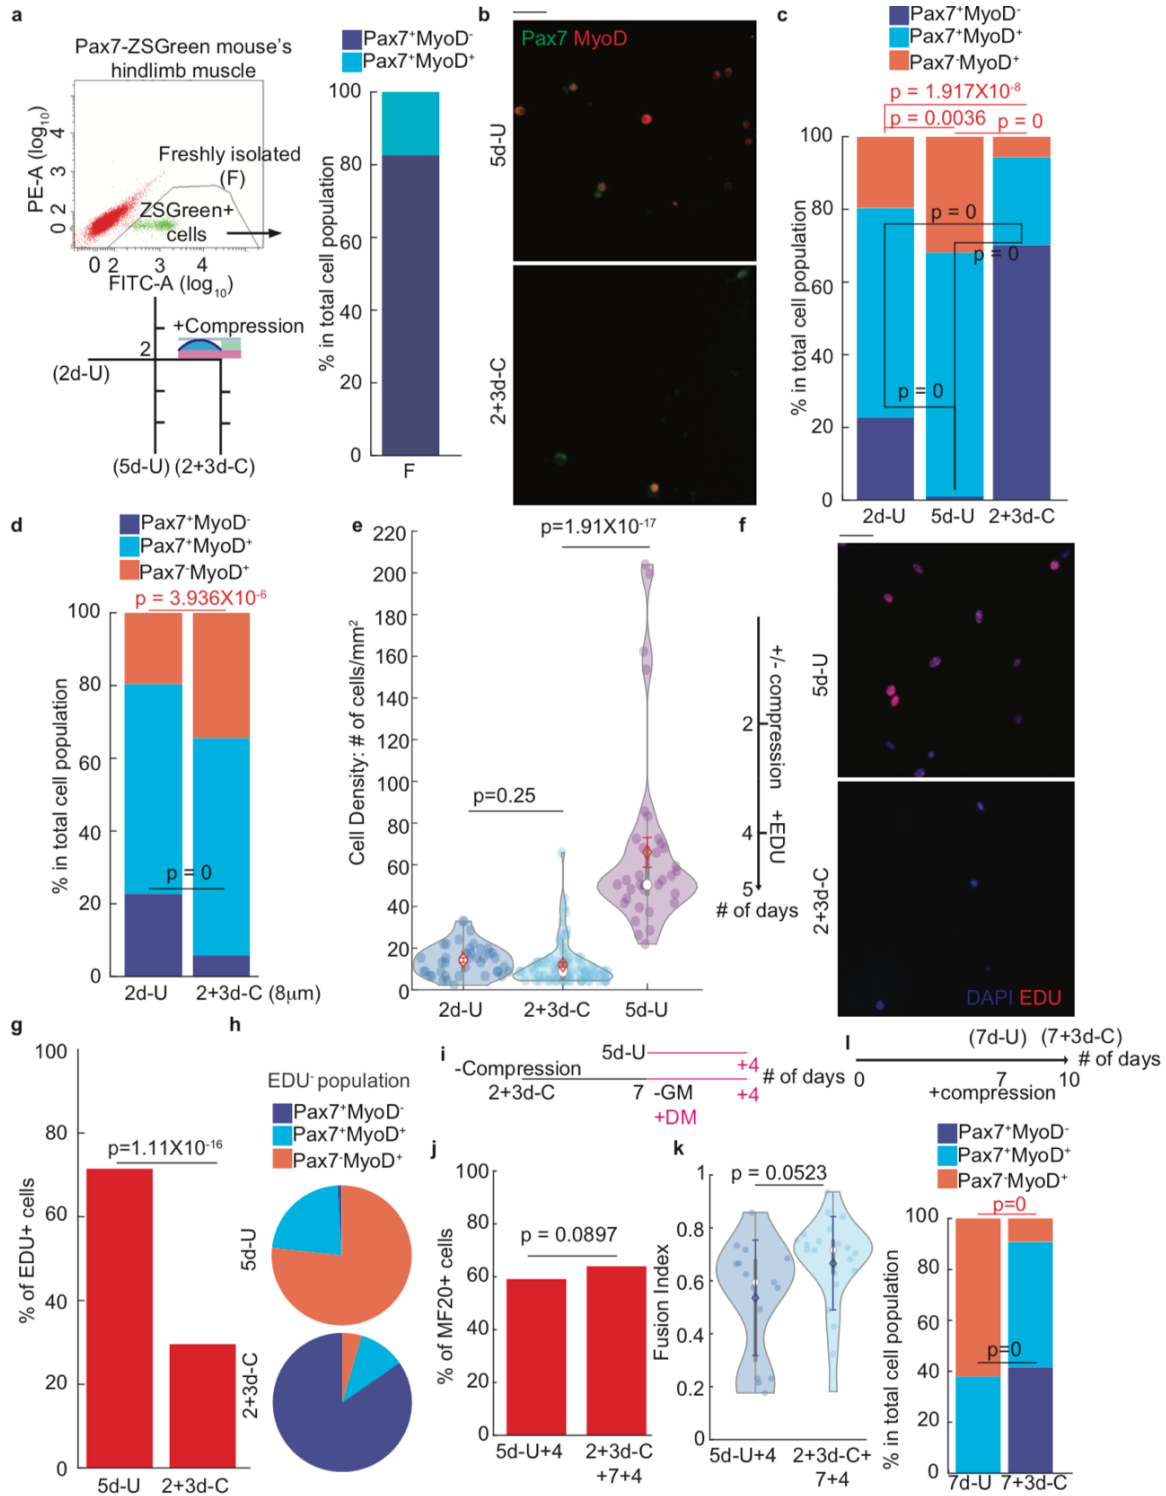 a
Pax7-ZSGreen mouse's
hindlimb muscle
PE-A (log10)
4
3
2
0
Freshly isolated
(F)
ZSGreen+
cells
0 2 3 4
FITC-A (log10)
+Compression
2
(2d-U)
(5d-U) (2+3d-C)
Pax7+MyoD-
Pax7+MyoD+
% in total cell population
100
80
60
40
20
0
F
b
Pax7 MyoD
5d-U
2+3d-C
c
Pax7+MyoD-
Pax7+MyoD+
Pax7-MyoD+
p = 1.917X10-8
p = 0.0036 p = 0
% in total cell population
100
80
60
40
20
0
p = 0
p = 0
p = 0
2d-U 5d-U 2+3d-C
d
Pax7+MyoD-
Pax7+MyoD+
Pax7-MyoD+
p = 3.936X10-6
% in total cell population
100
80
60
40
20
0
p = 0
2d-U 2+3d-C (8μm)
e
Cell Density: # of cells/mm2
220
200
180
160
140
120
100
80
60
40
20
0
p=1.91X10-17
p=0.25
2d-U 2+3d-C 5d-U
f
+/- compression
+EDU
2
4
5
# of days
5d-U
2+3d-C
DAPI EDU
g
% of EDU+ cells
100
80
60
40
20
0
p=1.11X10-16
5d-U 2+3d-C
h
EDU- population
Pax7+MyoD-
Pax7+MyoD+
Pax7-MyoD+
5d-U
2+3d-C
i
5d-U
-Compression
+4
2+3d-C 7 -GM +4
+DM
# of days
j
% of MF20+ cells
100
80
60
40
20
0
p = 0.0897
5d-U+4 2+3d-C
+7+4
k
Fusion Index
1
0.8
0.6
0.4
0.2
0
p = 0.0523
5d-U+4 2+3d-C+
7+4
l
(7d-U) (7+3d-C)
# of days
0 7 10
+compression
Pax7+MyoD-
Pax7+MyoD+
Pax7-MyoD+
p=0
% in total cell population
100
80
60
40
20
0
p=0
7d-U 7+3d-C